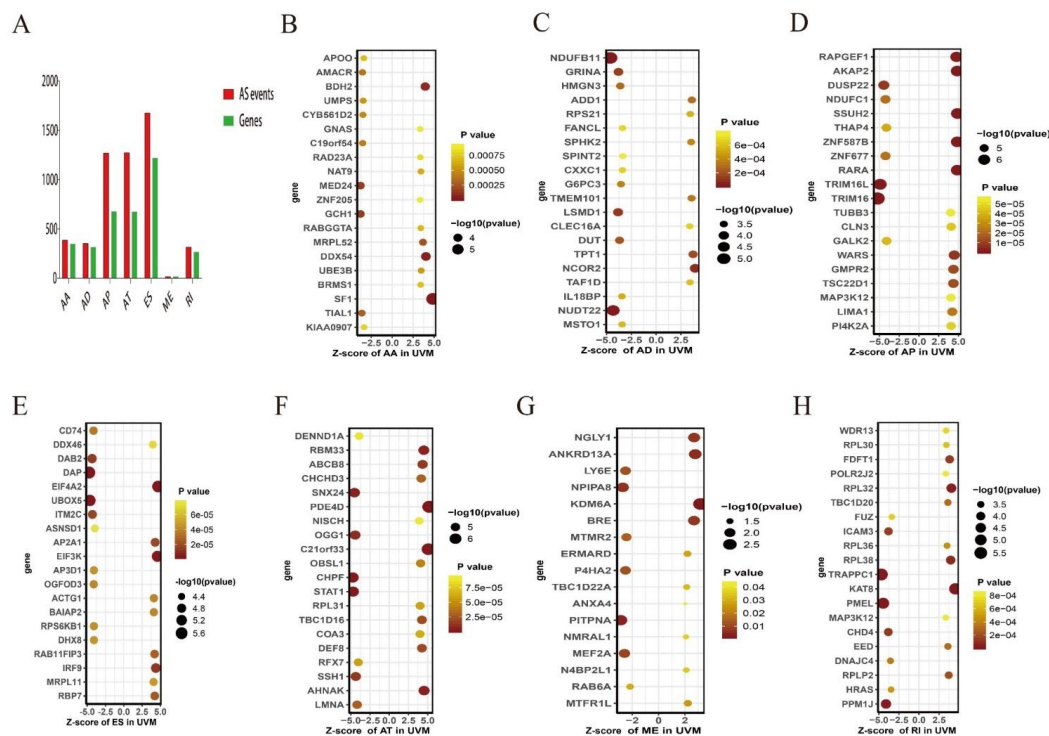 A
2000
1500
1000
500
0
AS events
Genes
AA
AD
AP
AT
ES
ME
RI
B
APOO
AMACR
BDH2
UMPS
CYB561D2
GNAS
C19orf54
RAD23A
NAT9
MED24
ZNF205
GCH1
RABGGTA
MRPL52
DDX54
UBE3B
BRMS1
SF1
TIAL1
KIAA0907
gene
-2.5 0.0 2.5 5.0
Z-score of AA in UVM
P value
0.00075
0.00050
0.00025
-log10(pvalue)
4
5
C
NDUFB11
GRINA
HMGN3
ADD1
RPS21
FANCL
SPHK2
SPINT2
CXXC1
G6PC3
TMEM101
LSMD1
CLEC16A
DUT
TPT1
NCOR2
TAF1D
IL18BP
NUDT22
MSTO1
gene
-2.5 0.0 2.5
Z-score of AD in UVM
P value
6e-04
4e-04
2e-04
-log10(pvalue)
3.5
4.0
4.5
5.0
D
RAPGEF1
AKAP2
DUSP22
NDUFC1
SSUH2
THAP4
ZNF587B
ZNF677
RARA
TRIM16L
TRIM16
TUBB3
CLN3
GALK2
WARS
GMPR2
TSC22D1
MAP3K12
LIMA1
PI4K2A
gene
-5.0 -2.5 0.0 2.5 5.0
Z-score of AP in UVM
-log10(pvalue)
5
6
P value
5e-05
4e-05
3e-05
2e-05
1e-05
E
CD74
DDX46
DAB2
DAP
EIF4A2
UBOX5
ITM2C
ASNSD1
AP2A1
EIF3K
AP3D1
OGFOD3
ACTG1
BAIAP2
RPS6KB1
DHX8
RAB11FIP3
IRF9
MRPL11
RBP7
gene
-5.0 -2.5 0.0 2.5 5.0
Z-score of ES in UVM
P value
6e-05
4e-05
2e-05
-log10(pvalue)
4.4
4.8
5.2
5.6
F
DENND1A
RBM33
ABCB8
CHCHD3
SNX24
PDE4D
NISCH
OGG1
C21orf33
OBSL1
CHPF
STAT1
RPL31
TBC1D16
COA3
DEF8
RFX7
SSH1
AHNAK
LMNA
gene
-5.0 -2.5 0.0 2.5 5.0
Z-score of AT in UVM
-log10(pvalue)
5
6
P value
7.5e-05
5.0e-05
2.5e-05
G
NGLY1
ANKRD13A
LY6E
NPIPA8
KDM6A
BRE
MTMR2
ERMARD
P4HA2
TBC1D22A
ANXA4
PITPNA
NMRAL1
MEF2A
N4BP2L1
RAB6A
MTFR1L
gene
-2 0 2
Z-score of ME in UVM
-log10(pvalue)
1.5
2.0
2.5
P value
0.04
0.03
0.02
0.01
H
WDR13
RPL30
FDFT1
POLR2J2
RPL32
TBC1D20
FUZ
ICAM3
RPL36
RPL38
TRAPPC1
KAT8
PMEL
MAP3K12
CHD4
EED
DNAJC4
RPLP2
HRAS
PPM1J
gene
-5.0 -2.5 0.0 2.5 5.0
Z-score of RI in UVM
-log10(pvalue)
3.5
4.0
4.5
5.0
5.5
P value
8e-04
6e-04
4e-04
2e-04